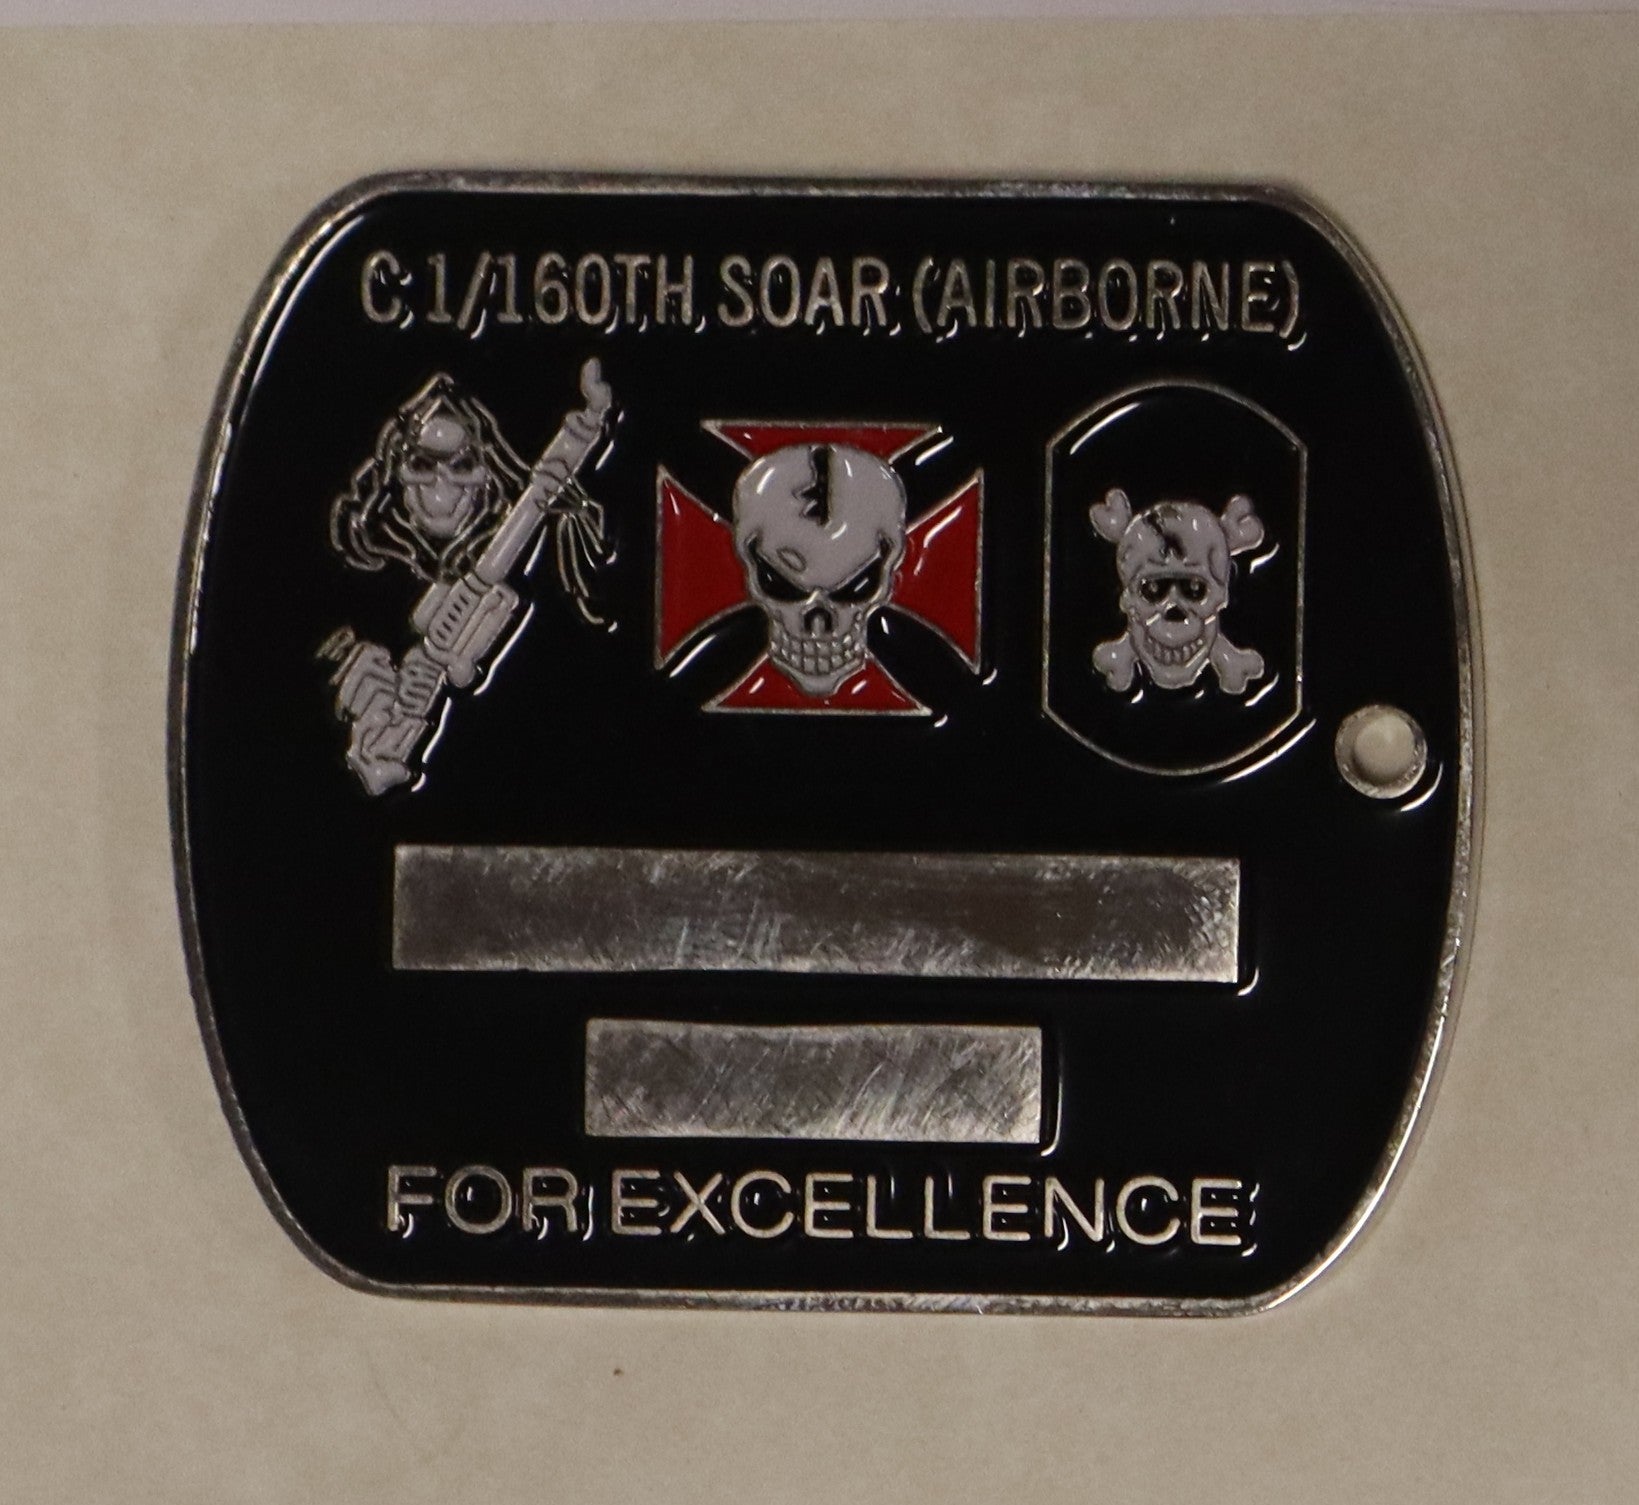 C 1/160TH SOAR (AIRBORNE)
FOR EXCELLENCE